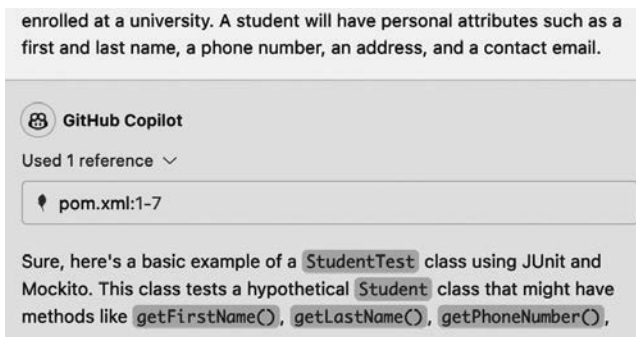 enrolled at a university. A student will have personal attributes such as a
first and last name, a phone number, an address, and a contact email.
GitHub Copilot
Used 1 reference
pom.xml:1-7
Sure, here's a basic example of a StudentTest class using JUnit and
Mockito. This class tests a hypothetical Student class that might have
methods like getFirstName(), getLastName(), getPhoneNumber(),